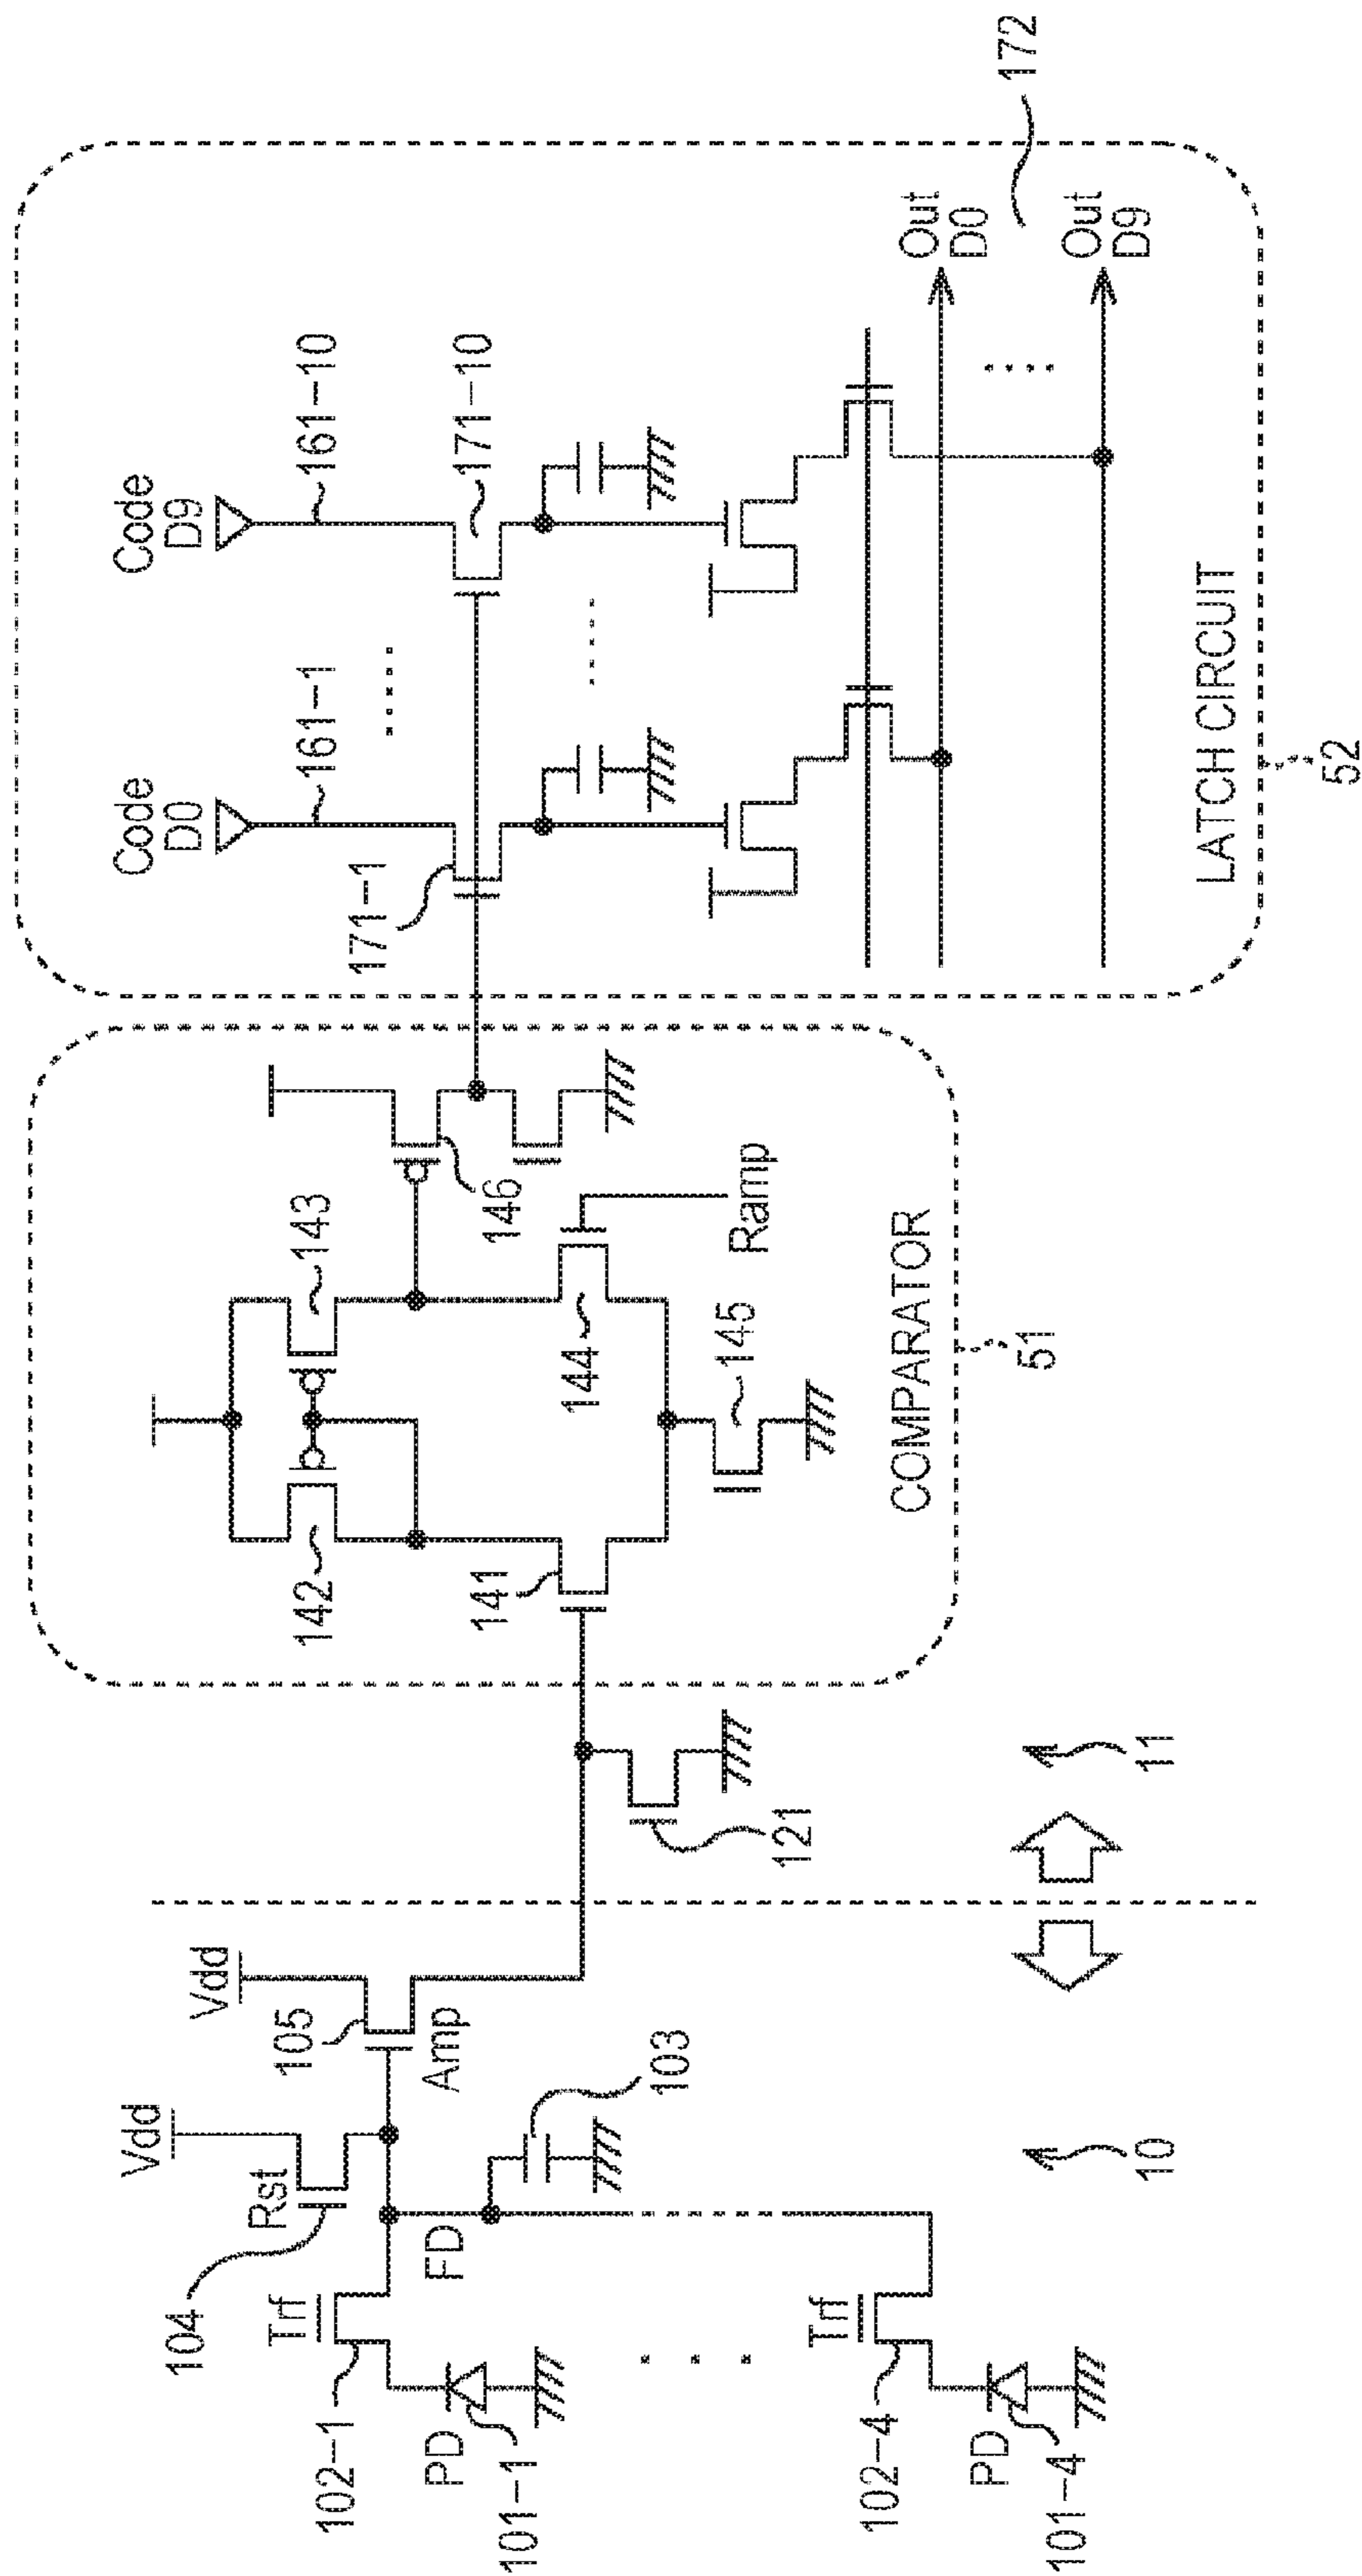 Vdd
Vdd
104
Rst
105
Trf
102-1
Amp
FD
PD
101-1
103
Trf
102-4
PD
101-4
10
11
121
142
143
141
144
146
Ramp
145
COMPARATOR
51
Code
D0
Code
D9
161-1
161-10
171-1
171-10
Out
D0
Out
D9
172
LATCH CIRCUIT
52